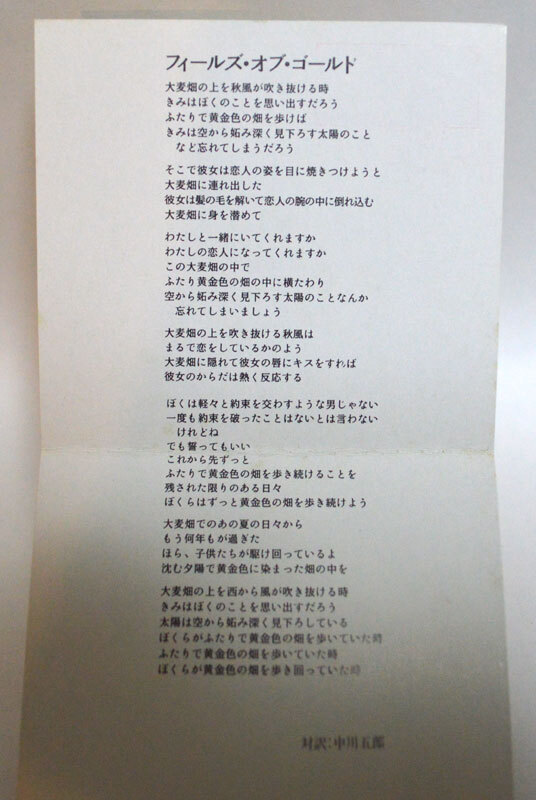 フィールズ・オブ・ゴールド
大麦畑の上を秋風が吹き抜ける時
きみはぼくのことを思い出すだろう
ふたりで黄金色の畑を歩けば
きみは空から妬み深く見下ろす太陽のこと
など忘れてしまうだろう
そこで彼女は恋人の姿を目に焼きつけようと
大麦畑に連れ出した
彼女は髪の毛を解いて恋人の腕の中に倒れ込む
大麦畑に身を潜めて
わたしと一緒にいてくれますか
わたしの恋人になってくれますか
この大麦畑の中で
ふたり黄金色の畑の中に横たわり
空から妬み深く見下ろす太陽のことなんか
忘れてしまいましょう
大麦畑の上を吹き抜ける秋風は
まるで恋をしているかのよう
大麦畑に隠れて彼女の唇にキスをすれば
彼女のからだは熱く反応する
ぼくは軽々と約束を交わすような男じゃない
一度も約束を破ったことはないとは言わない
けれどね
でも誓ってもいい
これから先ずっと
ふたりで黄金色の畑を歩き続けることを
残された限りのある日々
ぼくらはずっと黄金色の畑を歩き続けよう
大麦畑でのあの夏の日々から
もう何年もが過ぎた
ほら、子供たちが駆け回っているよ
沈む夕陽で黄金色に染まった畑の中を
大麦畑の上を西から風が吹き抜ける時
きみはぼくのことを思い出すだろう
太陽は空から妬み深く見下ろしている
ぼくらがふたりで黄金色の畑を歩いていた時
ふたりで黄金色の畑を歩いていた時
ぼくらが黄金色の畑を歩き回っていた時
対訳：中川五郎